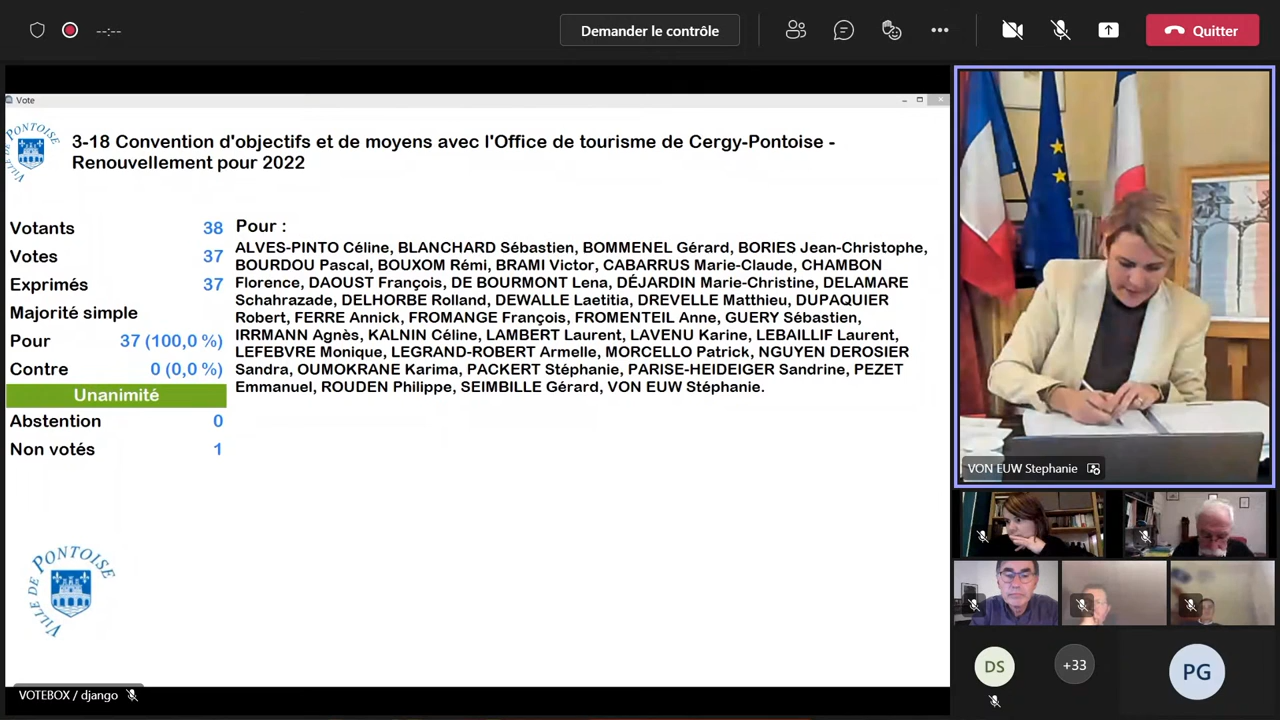 --:--
Demander le contrôle
Quitter
Vote
VILLE DE PONTOISE
3-18 Convention d'objectifs et de moyens avec l'Office de tourisme de Cergy-Pontoise -
Renouvellement pour 2022
Votants 38
Votes 37
Exprimés 37
Majorité simple
Pour 37 (100,0 %)
Contre 0 (0,0 %)
Unanimité
Abstention 0
Non votés 1
Pour :
ALVES-PINTO Céline, BLANCHARD Sébastien, BOMMENEL Gérard, BORIES Jean-Christophe,
BOURDOU Pascal, BOUXOM Rémi, BRAMI Victor, CABARRUS Marie-Claude, CHAMBON
Florence, DAOUST François, DE BOURMONT Lena, DÉJARDIN Marie-Christine, DELAMARE
Schahrazade, DELHORBE Rolland, DEWALLE Laetitia, DREVELLE Matthieu, DUPAQUIER
Robert, FERRE Annick, FROMANGE François, FROMENTEIL Anne, GUERY Sébastien,
IRRMANN Agnès, KALNIN Céline, LAMBERT Laurent, LAVENU Karine, LEBAILLIF Laurent,
LEFEBVRE Monique, LEGRAND-ROBERT Armelle, MORCELLO Patrick, NGUYEN DEROSIER
Sandra, OUMOKRANE Karima, PACKERT Stéphanie, PARISE-HEIDEIGER Sandrine, PEZET
Emmanuel, ROUDEN Philippe, SEIMBILLE Gérard, VON EUW Stéphanie.
VILLE DE PONTOISE
VOTEBOX / django
VON EUW Stephanie
DS
+33
PG